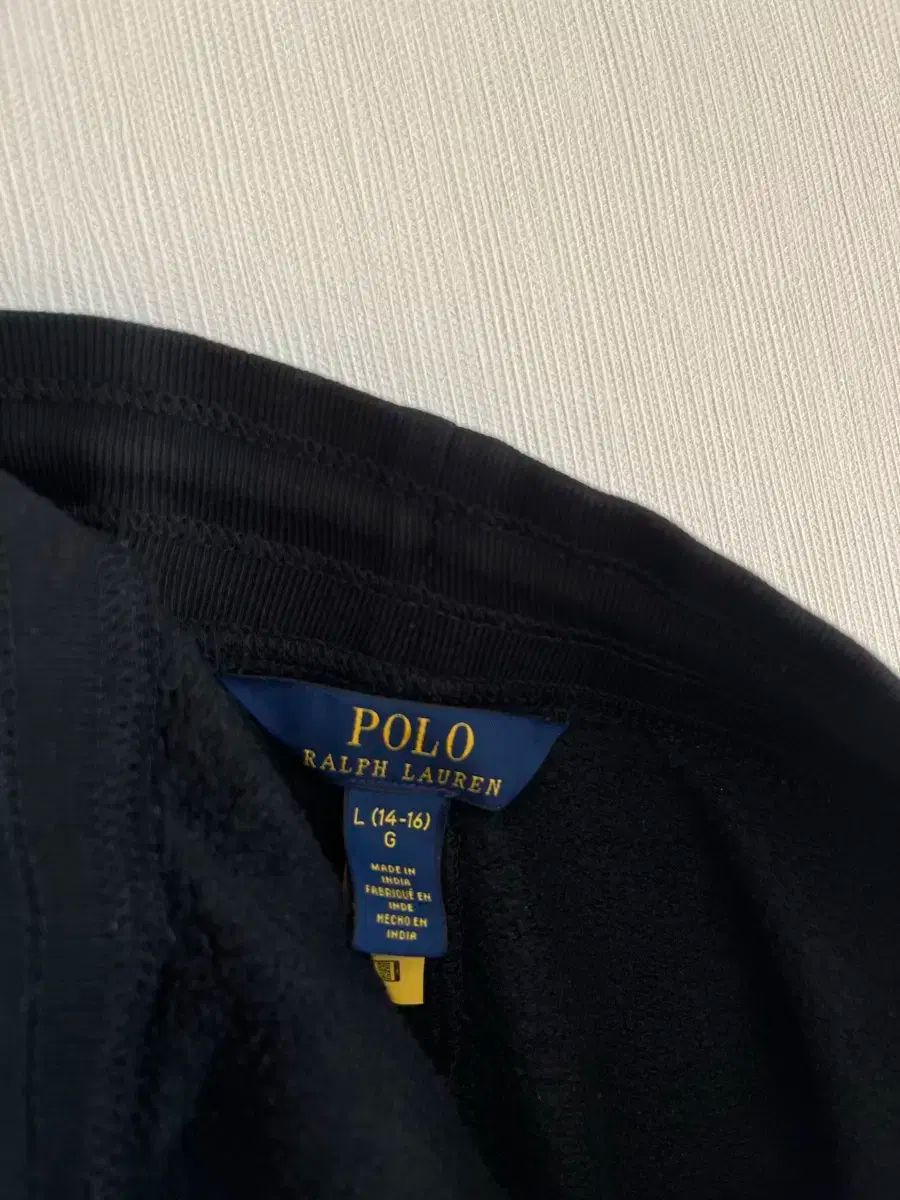 POLO
RALPH LAUREN
L (14-16)
G
MADE IN
INDIA
FABRIQUÉ EN
INDE
HECHO EN
INDIA